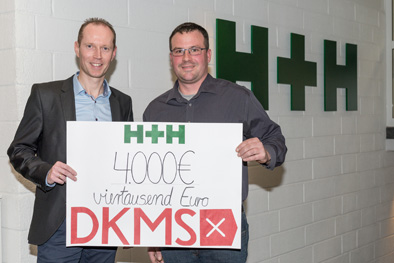 H+H
H+H
4.000€
viertausend Euro
DKMS